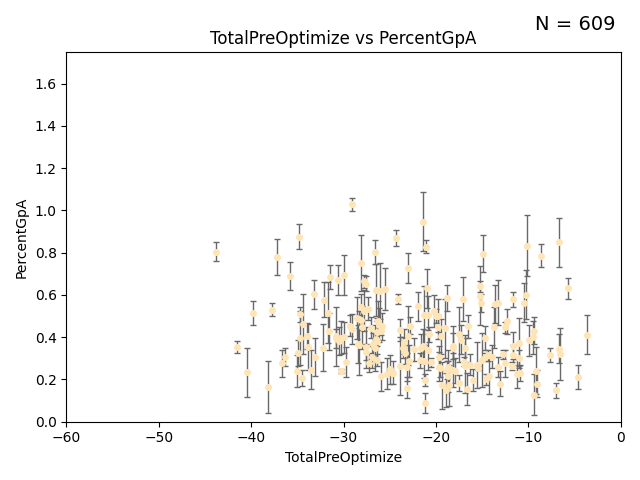 N = 609
TotalPreOptimize vs PercentGpA
PercentGpA
1.6
1.4
1.2
1.0
0.8
0.6
0.4
0.2
0.0
−60 −50 −40 −30 −20 −10 0
TotalPreOptimize